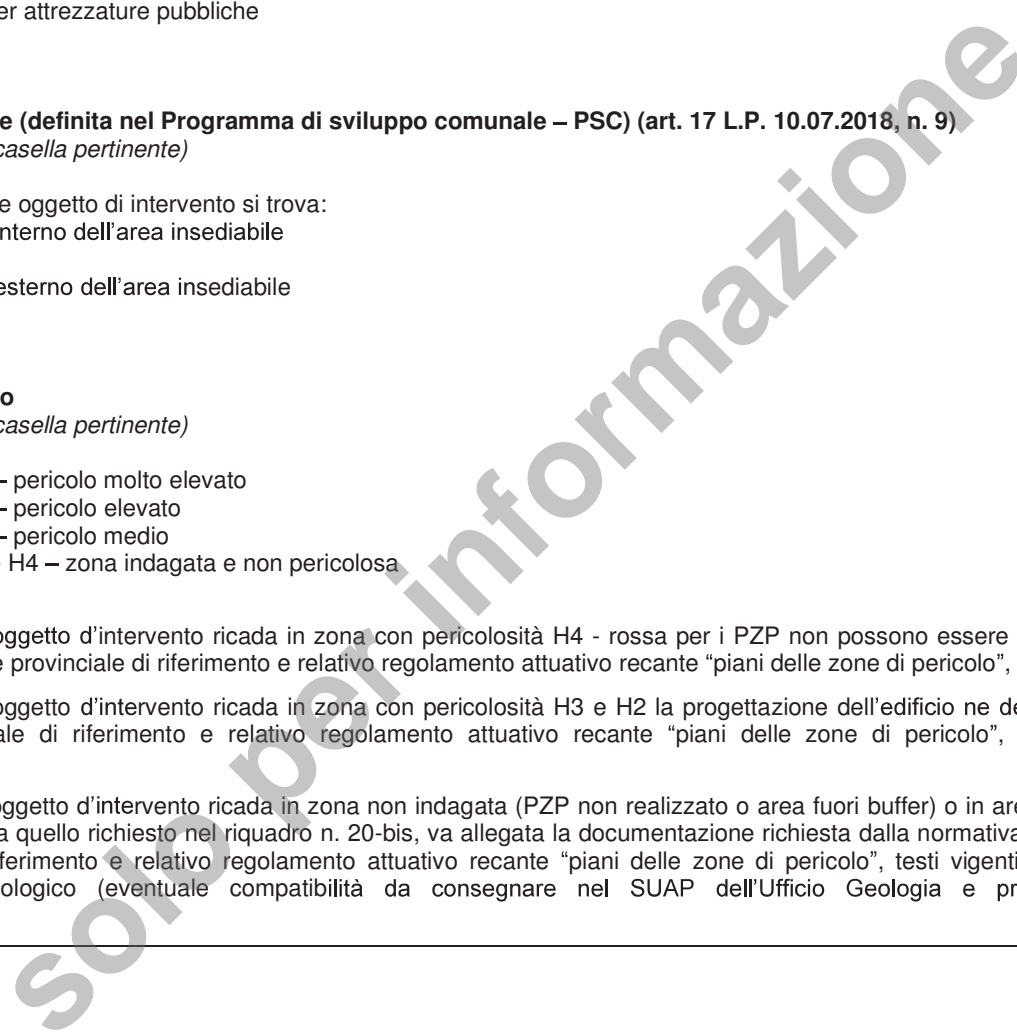 er attrezzature pubbliche
e (definita nel Programma di sviluppo comunale – PSC) (art. 17 L.P. 10.07.2018, n. 9)
casella pertinente)
e oggetto di intervento si trova:
nterno dell'area insediabile
esterno dell'area insediabile
o
casella pertinente)
– pericolo molto elevato
– pericolo elevato
– pericolo medio
H4 – zona indagata e non pericolosa
oggetto d'intervento ricada in zona con pericolosità H4 - rossa per i PZP non possono essere
e provinciale di riferimento e relativo regolamento attuativo recante “piani delle zone di pericolo”,
oggetto d'intervento ricada in zona con pericolosità H3 e H2 la progettazione dell'edificio ne de
ale di riferimento e relativo regolamento attuativo recante “piani delle zone di pericolo”,
oggetto d'intervento ricada in zona non indagata (PZP non realizzato o area fuori buffer) o in are
a quello richiesto nel riquadro n. 20-bis, va allegata la documentazione richiesta dalla normativa
iferimento e relativo regolamento attuativo recante “piani delle zone di pericolo”, testi vigenti
ologico (eventuale compatibilità da consegnare nel SUAP dell'Ufficio Geologia e pr
solo per informazione